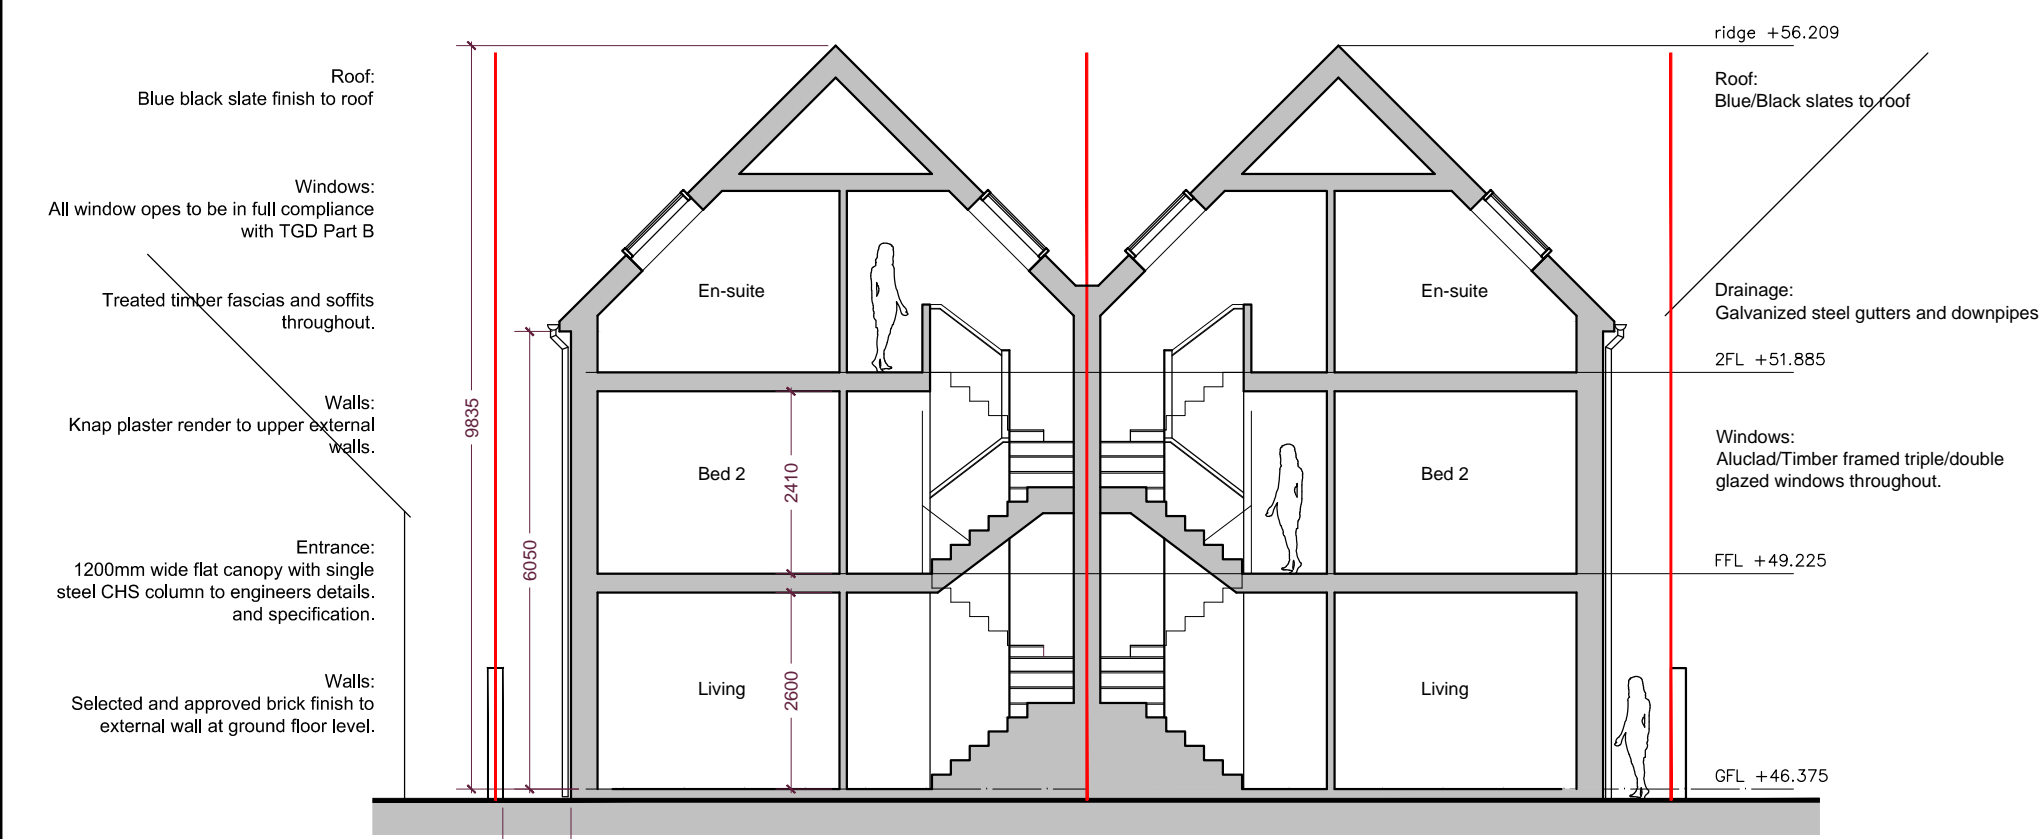 Roof:
Blue black slate finish to roof
Windows:
All window opes to be in full compliance
with TGD Part B
Treated timber fascias and soffits
throughout.
Walls:
Knap plaster render to upper external
walls.
Entrance:
1200mm wide flat canopy with single
steel CHS column to engineers details.
and specification.
Walls:
Selected and approved brick finish to
external wall at ground floor level.
9835
6050
2410
2600
En-suite
Bed 2
Living
En-suite
Bed 2
Living
ridge +56.209
Roof:
Blue/Black slates to roof
Drainage:
Galvanized steel gutters and downpipes
2FL +51.885
Windows:
Aluclad/Timber framed triple/double
glazed windows throughout.
FFL +49.225
GFL +46.375